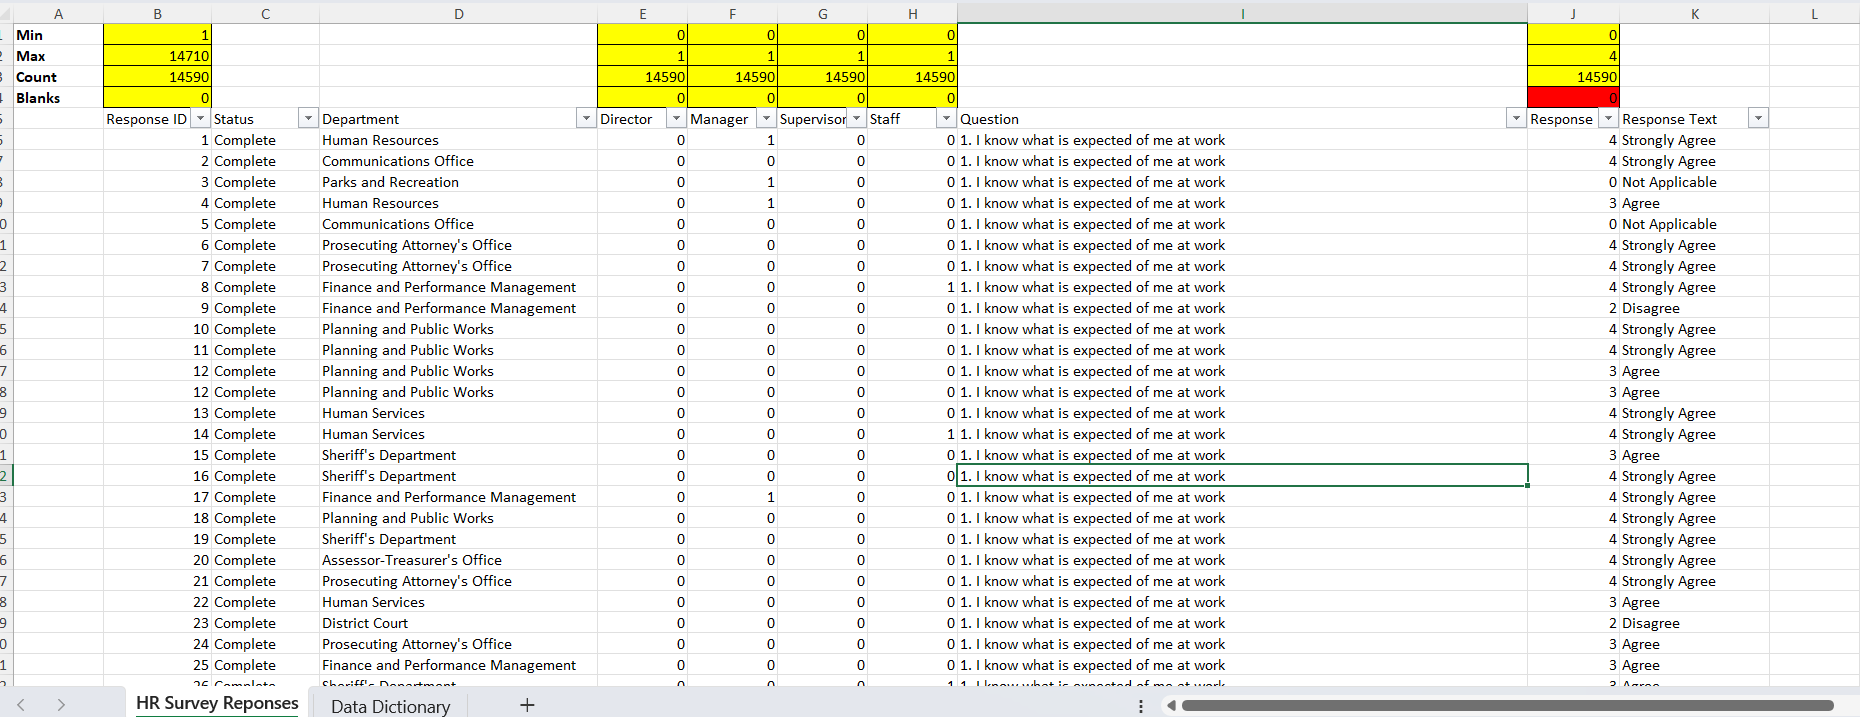 A B C D E F G H I J K L
Min 1 0 0 0 0 0
Max 14710 1 1 1 1 4
Count 14590 14590 14590 14590 14590 14590
Blanks 0 0 0 0 0 0
Response ID Status Department Director Manager Supervisor Staff Question Response Response Text
1 Complete Human Resources 0 1 0 0 1. I know what is expected of me at work 4 Strongly Agree
2 Complete Communications Office 0 0 0 0 1. I know what is expected of me at work 4 Strongly Agree
3 Complete Parks and Recreation 0 1 0 0 1. I know what is expected of me at work 0 Not Applicable
4 Complete Human Resources 0 1 0 0 1. I know what is expected of me at work 3 Agree
5 Complete Communications Office 0 0 0 0 1. I know what is expected of me at work 0 Not Applicable
6 Complete Prosecuting Attorney's Office 0 0 0 0 1. I know what is expected of me at work 4 Strongly Agree
7 Complete Prosecuting Attorney's Office 0 0 0 0 1. I know what is expected of me at work 4 Strongly Agree
8 Complete Finance and Performance Management 0 0 0 1 1. I know what is expected of me at work 4 Strongly Agree
9 Complete Finance and Performance Management 0 0 0 0 1. I know what is expected of me at work 2 Disagree
10 Complete Planning and Public Works 0 0 0 0 1. I know what is expected of me at work 4 Strongly Agree
11 Complete Planning and Public Works 0 0 0 0 1. I know what is expected of me at work 4 Strongly Agree
12 Complete Planning and Public Works 0 0 0 0 1. I know what is expected of me at work 3 Agree
12 Complete Planning and Public Works 0 0 0 0 1. I know what is expected of me at work 3 Agree
13 Complete Human Services 0 0 0 0 1. I know what is expected of me at work 4 Strongly Agree
14 Complete Human Services 0 0 0 1 1. I know what is expected of me at work 4 Strongly Agree
15 Complete Sheriff's Department 0 0 0 0 1. I know what is expected of me at work 3 Agree
16 Complete Sheriff's Department 0 0 0 0 1. I know what is expected of me at work 4 Strongly Agree
17 Complete Finance and Performance Management 0 1 0 0 1. I know what is expected of me at work 4 Strongly Agree
18 Complete Planning and Public Works 0 0 0 0 1. I know what is expected of me at work 4 Strongly Agree
19 Complete Sheriff's Department 0 0 0 0 1. I know what is expected of me at work 4 Strongly Agree
20 Complete Assessor-Treasurer's Office 0 0 0 0 1. I know what is expected of me at work 4 Strongly Agree
21 Complete Prosecuting Attorney's Office 0 0 0 0 1. I know what is expected of me at work 4 Strongly Agree
22 Complete Human Services 0 0 0 0 1. I know what is expected of me at work 3 Agree
23 Complete District Court 0 0 0 0 1. I know what is expected of me at work 2 Disagree
24 Complete Prosecuting Attorney's Office 0 0 0 0 1. I know what is expected of me at work 3 Agree
25 Complete Finance and Performance Management 0 0 0 0 1. I know what is expected of me at work 3 Agree
26 Complete Sheriff's Department 0 0 0 1 1. I know what is expected of me at work 3 Agree
HR Survey Reponses Data Dictionary